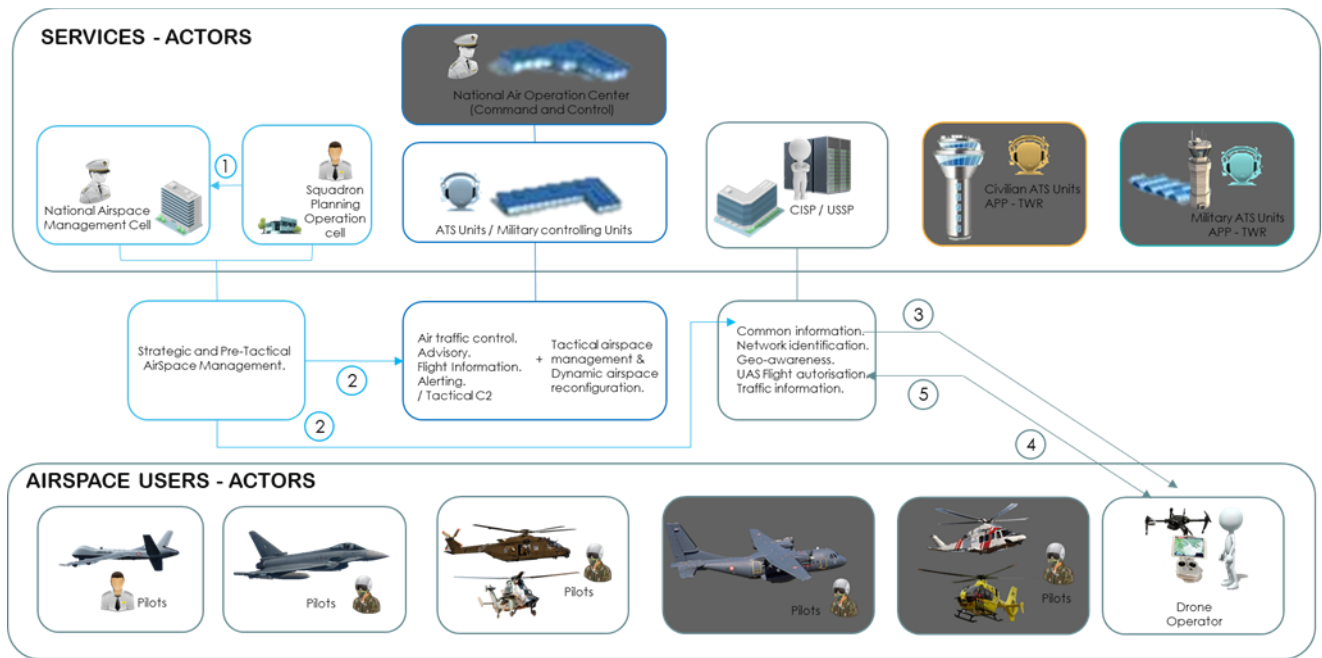 SERVICES - ACTORS
National Air Operation Center
(Command and Control)
1
National Airspace
Management Cell
Squadron
Planning
Operation
cell
ATS Units / Military controlling Units
CISP / USSP
Civilian ATS Units
APP - TWR
Military ATS Units
APP - TWR
Strategic and Pre-Tactical
AirSpace Management.
2
2
Air traffic control.
Advisory.
Flight Information.
Alerting.
/ Tactical C2
+
Tactical airspace
management &
Dynamic airspace
reconfiguration.
Common information.
Network identification.
Geo-awareness.
UAS Flight autorisation.
Traffic information.
3
5
4
AIRSPACE USERS - ACTORS
Pilots
Pilots
Pilots
Pilots
Pilots
Drone
Operator